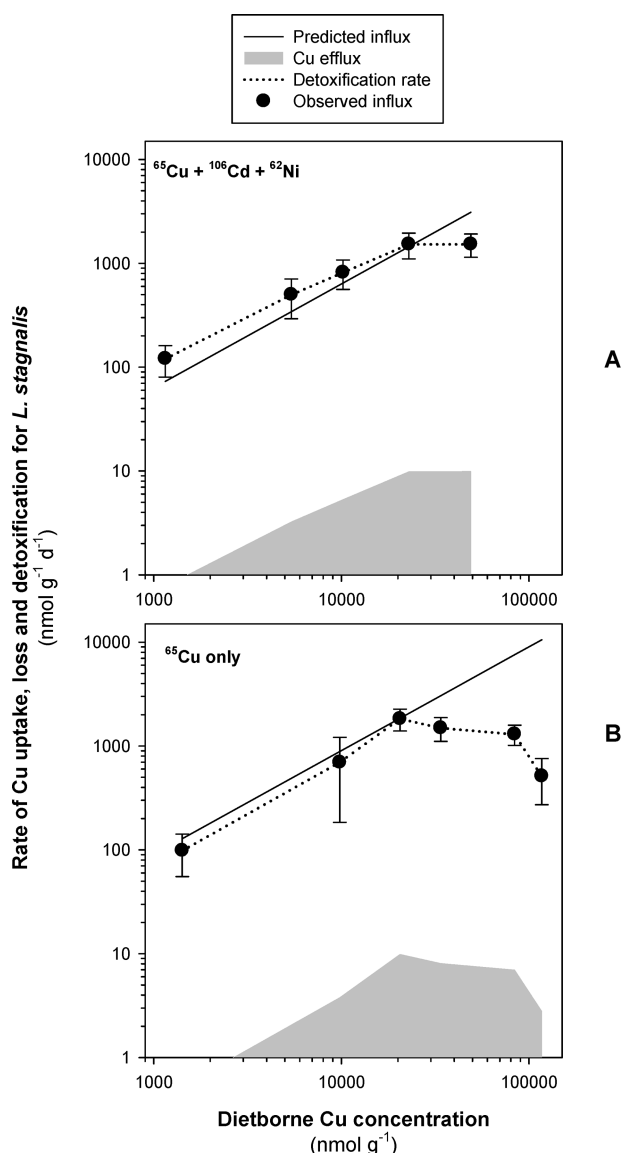 Predicted influx
Cu efflux
Detoxification rate
Observed influx
⁶⁵Cu + ¹⁰⁶Cd + ⁶²Ni
10000
1000
100
10
1
1000
10000
100000
A
⁶⁵Cu only
10000
1000
100
10
1
1000
10000
100000
B
Rate of Cu uptake, loss and detoxification for L. stagnalis
(nmol g⁻¹ d⁻¹)
Dietborne Cu concentration
(nmol g⁻¹)